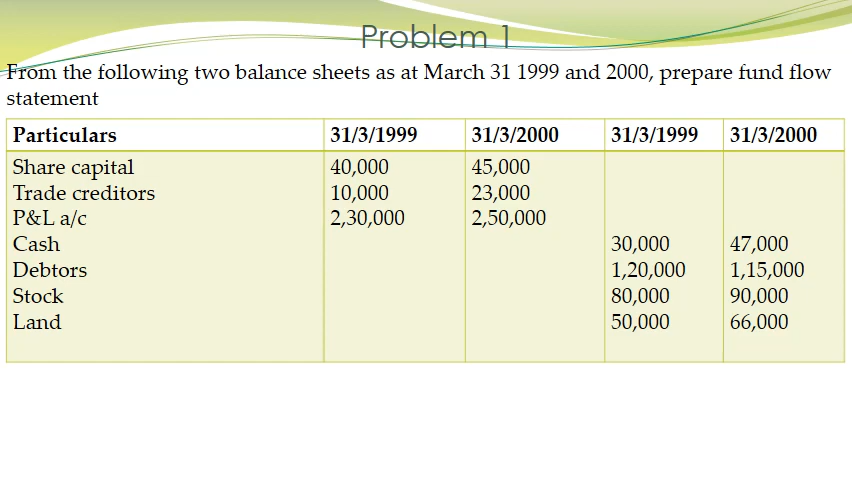 Problem 1
From the following two balance sheets as at March 31 1999 and 2000, prepare fund flow
statement
Particulars 31/3/1999 31/3/2000 31/3/1999 31/3/2000
Share capital 40,000 45,000
Trade creditors 10,000 23,000
P&L a/c 2,30,000 2,50,000
Cash 30,000 47,000
Debtors 1,20,000 1,15,000
Stock 80,000 90,000
Land 50,000 66,000